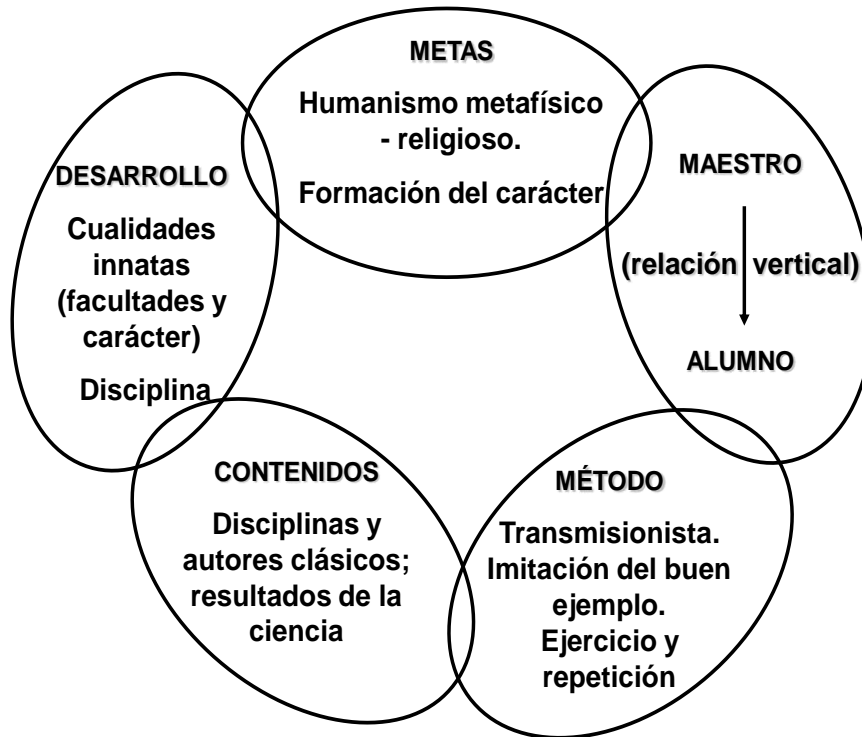 METAS
Humanismo metafísico
- religioso.
Formación del carácter
MAESTRO
(relación vertical)
ALUMNO
MÉTODO
Transmisionista.
Imitación del buen
ejemplo.
Ejercicio y
repetición
CONTENIDOS
Disciplinas y
autores clásicos;
resultados de la
ciencia
DESARROLLO
Cualidades
innatas
(facultades y
carácter)
Disciplina